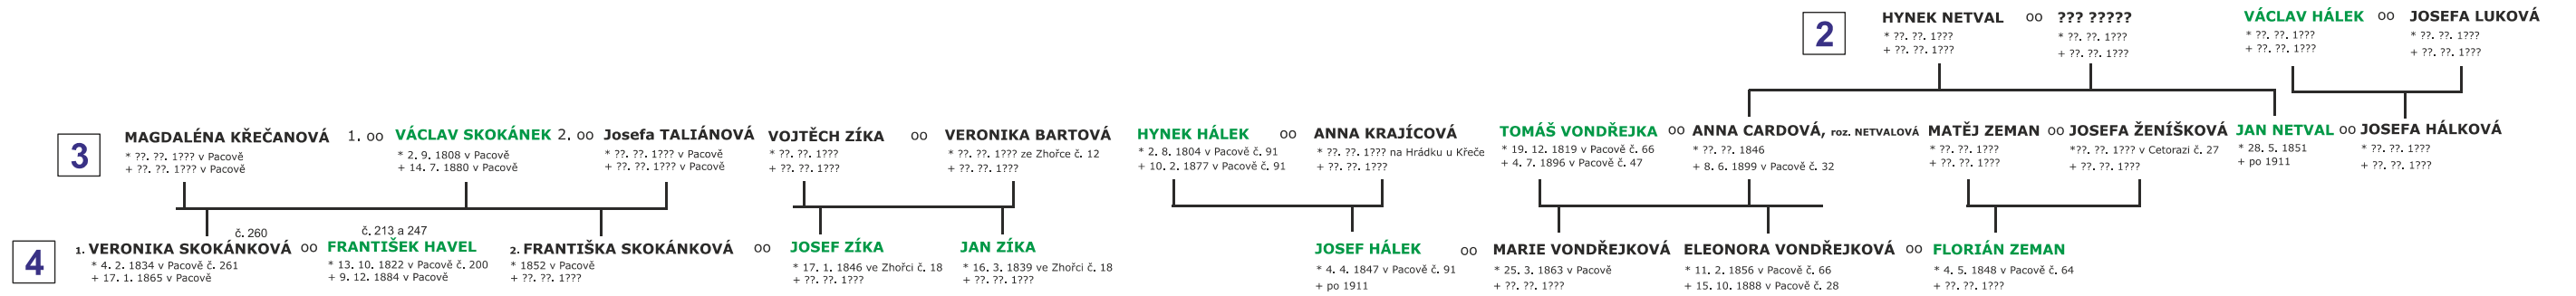 2
HYNEK NETVAL oo ??? ?????
* ??. ??. 1??? * ??. ??. 1???
+ ??. ??. 1??? + ??. ??. 1???
VÁCLAV HÁLEK oo JOSEFA LUKOVÁ
* ??. ??. 1??? * ??. ??. 1???
+ ??. ??. 1??? + ??. ??. 1???
3
MAGDALÉNA KŘEČANOVÁ 1. oo VÁCLAV SKOKÁNEK 2. oo Josefa TALIÁNOVÁ
* ??. ??. 1??? v Pacově * 2. 9. 1808 v Pacově * ??. ??. 1??? v Pacově
+ ??. ??. 1??? v Pacově + 14. 7. 1880 v Pacově + ??. ??. 1??? v Pacově
VOJTĚCH ZÍKA oo VERONIKA BARTOVÁ
* ??. ??. 1??? * ??. ??. 1??? ze Zhořce č. 12
+ ??. ??. 1??? + ??. ??. 1???
HYNEK HÁLEK oo ANNA KRAJÍCOVÁ
* 2. 8. 1804 v Pacově č. 91 * ??. ??. 1??? na Hrádku u Křeče
+ 10. 2. 1877 v Pacově č. 91 + ??. ??. 1???
TOMÁŠ VONDŘEJKA oo ANNA CARDOVÁ, roz. NETVALOVÁ
* 19. 12. 1819 v Pacově č. 66 * ??. ??. 1846
+ 4. 7. 1896 v Pacově č. 47 + 8. 6. 1899 v Pacově č. 32
MATĚJ ZEMAN oo JOSEFA ŽENÍŠKOVÁ
* ??. ??. 1??? *??. ??. 1??? v Cetorazi č. 27
+ ??. ??. 1??? + ??. ??. 1???
JAN NETVAL oo JOSEFA HÁLKOVÁ
* 28. 5. 1851 * ??. ??. 1???
+ po 1911 + ??. ??. 1???
4
č. 260 č. 213 a 247
1. VERONIKA SKOKÁNKOVÁ oo FRANTIŠEK HAVEL
* 4. 2. 1834 v Pacově č. 261 * 13. 10. 1822 v Pacově č. 200
+ 17. 1. 1865 v Pacově + 9. 12. 1884 v Pacově
2. FRANTIŠKA SKOKÁNKOVÁ oo JOSEF ZÍKA JAN ZÍKA
* 1852 v Pacově * 17. 1. 1846 ve Zhořci č. 18 * 16. 3. 1839 ve Zhořci č. 18
+ ??. ??. 1??? + ??. ??. 1??? + ??. ??. 1???
JOSEF HÁLEK oo MARIE VONDŘEJKOVÁ
* 4. 4. 1847 v Pacově č. 91 * 25. 3. 1863 v Pacově
+ po 1911 + ??. ??. 1???
ELEONORA VONDŘEJKOVÁ oo FLORIÁN ZEMAN
* 11. 2. 1856 v Pacově č. 66 * 4. 5. 1848 v Pacově č. 64
+ 15. 10. 1888 v Pacově č. 28 + ??. ??. 1???